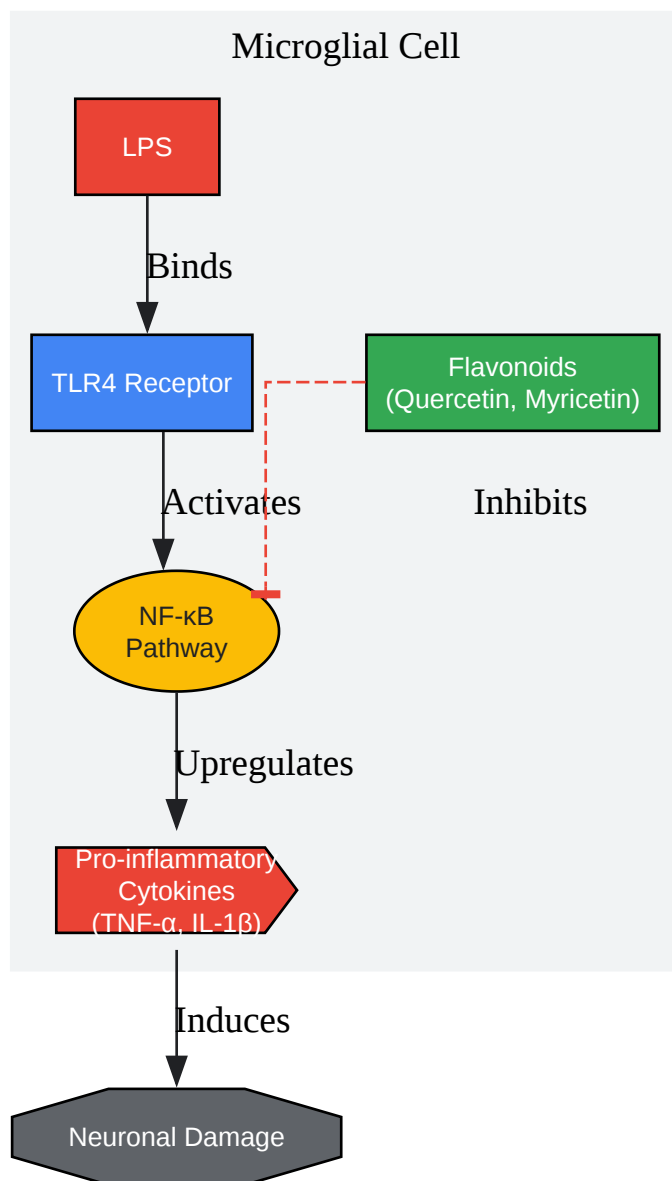 Microglial Cell
LPS
Binds
TLR4 Receptor
Flavonoids
(Quercetin, Myricetin)
Activates
Inhibits
NF-κB
Pathway
Upregulates
Pro-inflammatory
Cytokines
(TNF-α, IL-1β)
Induces
Neuronal Damage